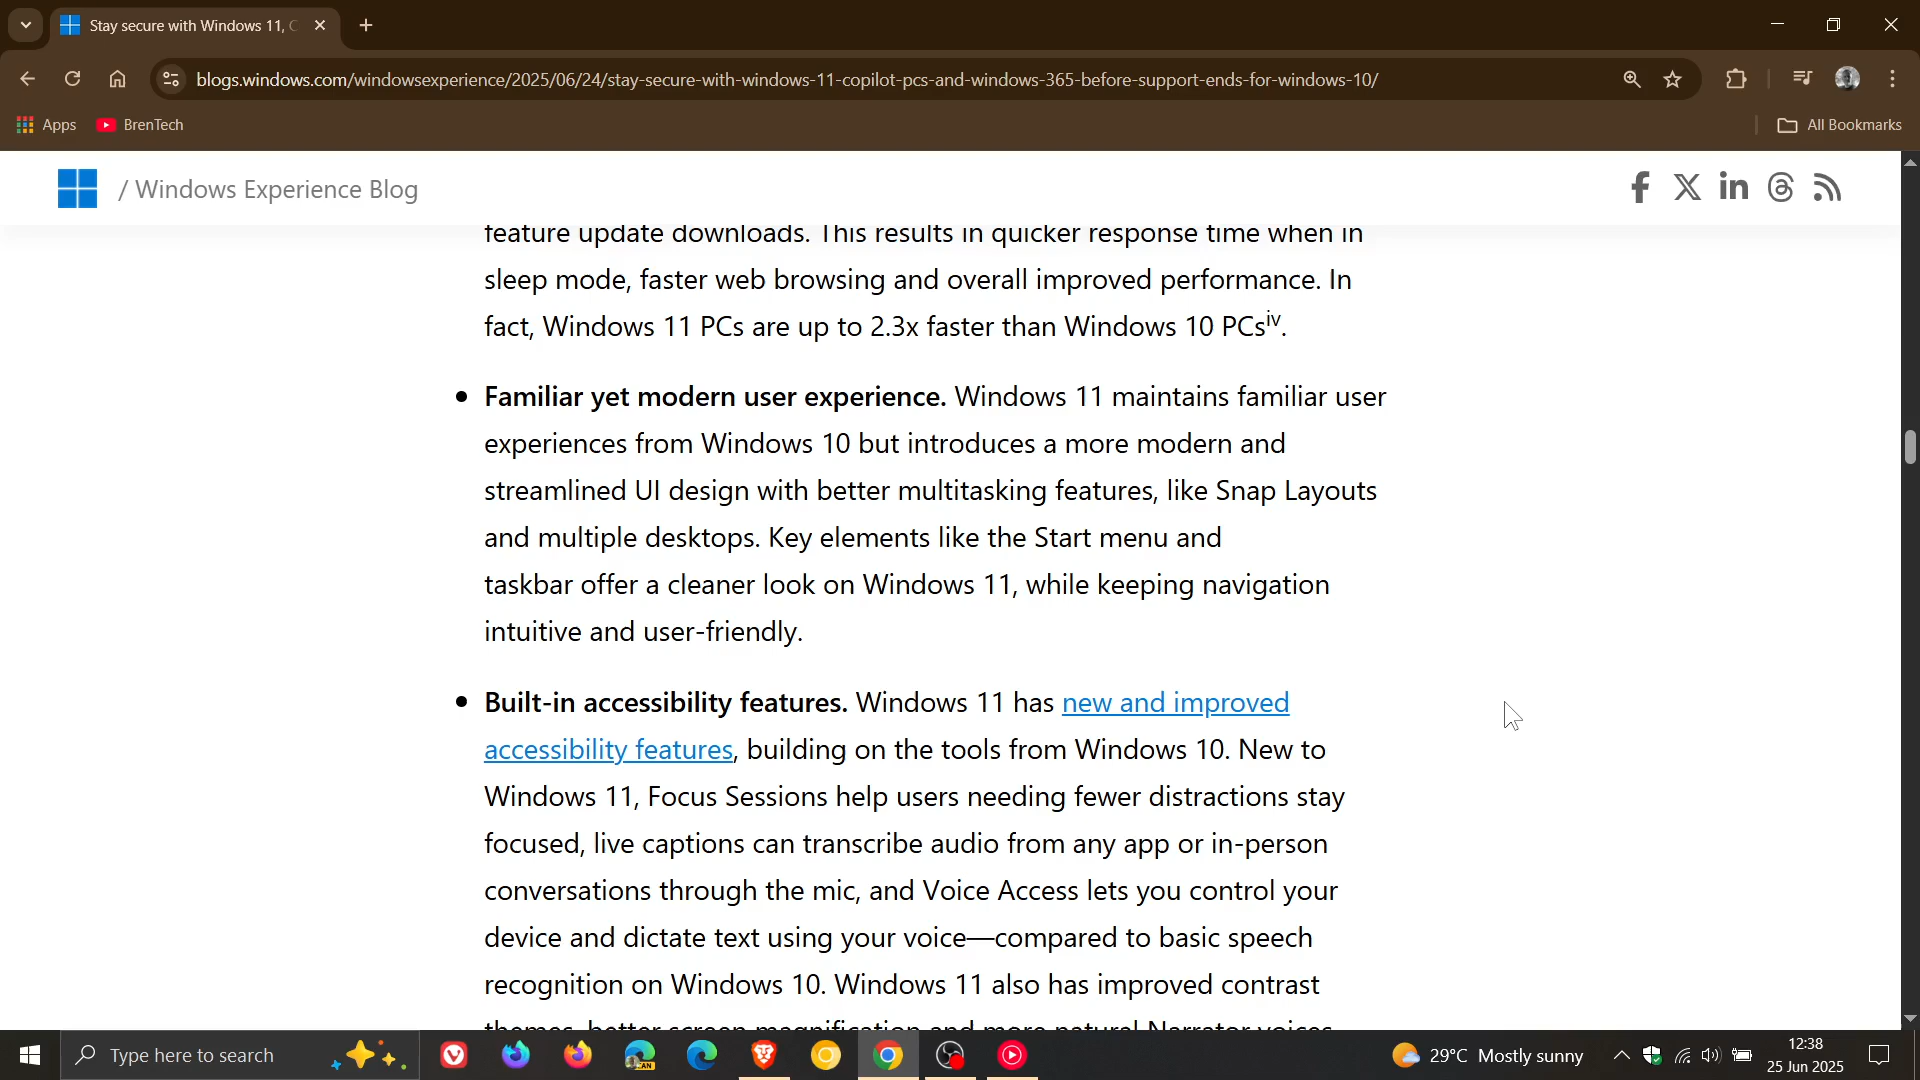 Stay secure with Windows 11, C
blogs.windows.com/windowsexperience/2025/06/24/stay-secure-with-windows-11-copilot-pcs-and-windows-365-before-support-ends-for-windows-10/
Apps BrenTech All Bookmarks
/ Windows Experience Blog
feature update downloads. This results in quicker response time when in
sleep mode, faster web browsing and overall improved performance. In
fact, Windows 11 PCs are up to 2.3x faster than Windows 10 PCsiv.
• Familiar yet modern user experience. Windows 11 maintains familiar user
experiences from Windows 10 but introduces a more modern and
streamlined UI design with better multitasking features, like Snap Layouts
and multiple desktops. Key elements like the Start menu and
taskbar offer a cleaner look on Windows 11, while keeping navigation
intuitive and user-friendly.
• Built-in accessibility features. Windows 11 has new and improved
accessibility features, building on the tools from Windows 10. New to
Windows 11, Focus Sessions help users needing fewer distractions stay
focused, live captions can transcribe audio from any app or in-person
conversations through the mic, and Voice Access lets you control your
device and dictate text using your voice—compared to basic speech
recognition on Windows 10. Windows 11 also has improved contrast
themes, better screen magnification and more natural Narrator voices
Type here to search CAN 29°C Mostly sunny 12:38
25 Jun 2025